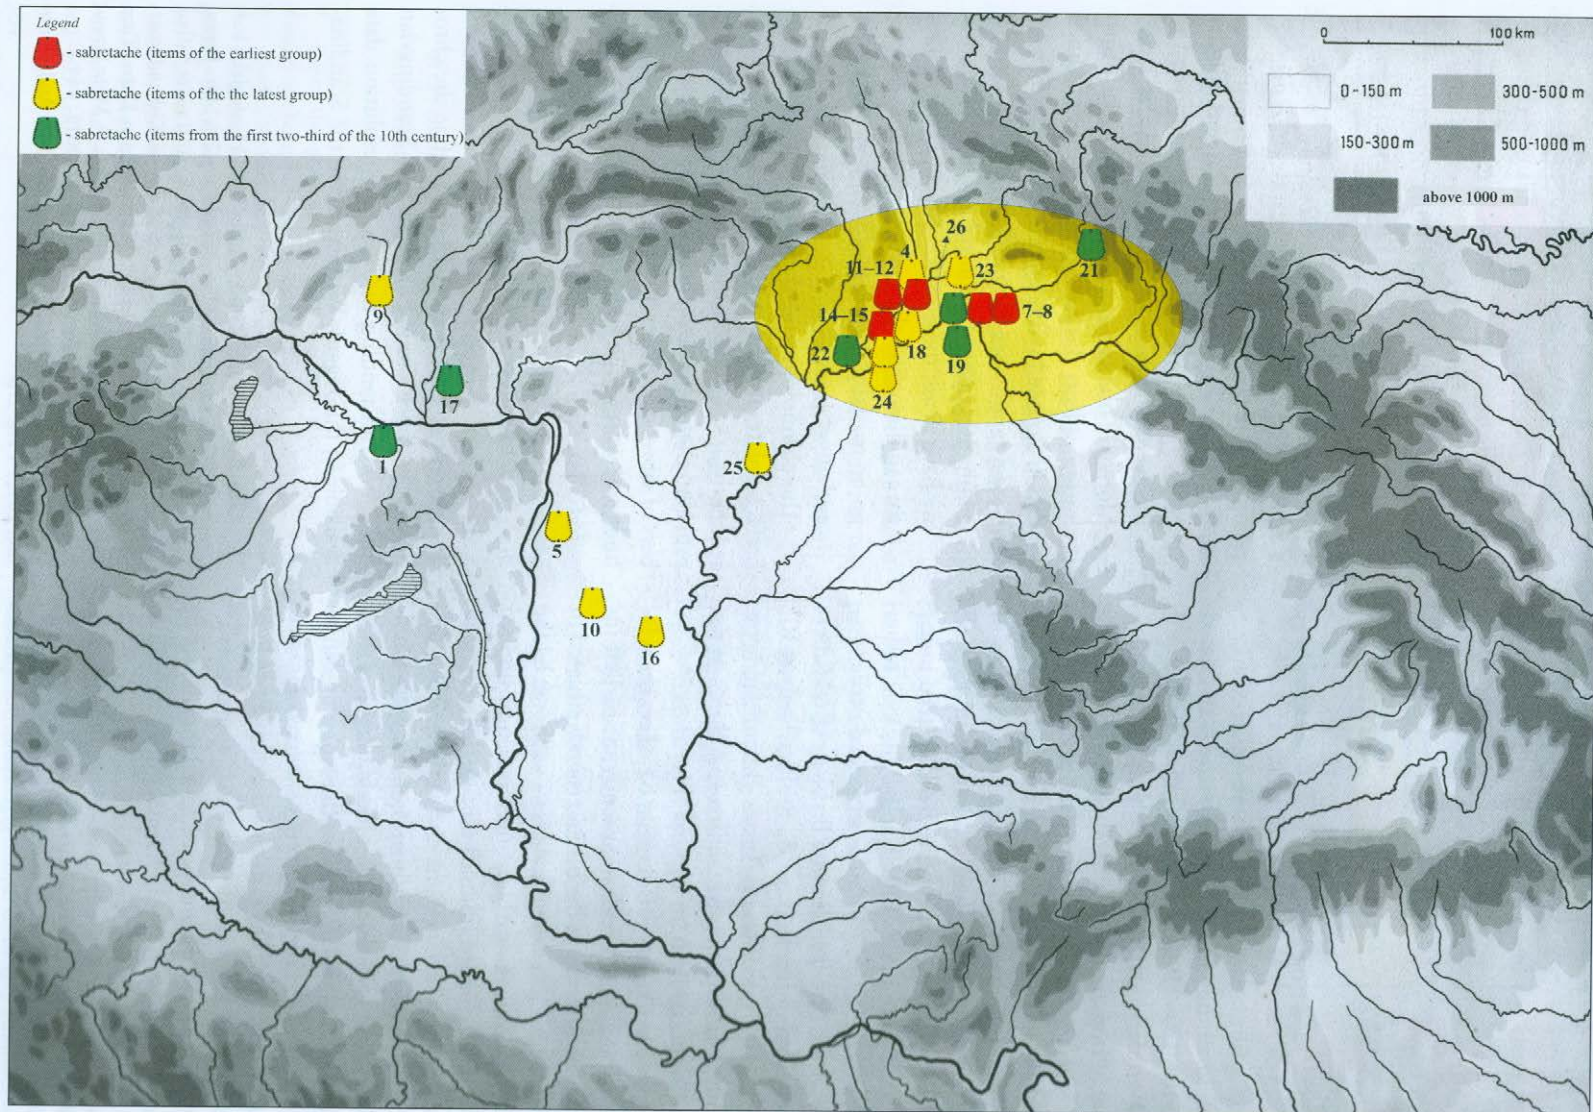 Legend
- sabretache (items of the earliest group)
- sabretache (items of the the latest group)
- sabretache (items from the first two-third of the 10th century)
0 100 km
0-150 m 300-500 m
150-300 m 500-1000 m
above 1000 m
26
4
11–12 23
21
9
14–15 7–8
22 18 19
17
24
1
25
5
10
16